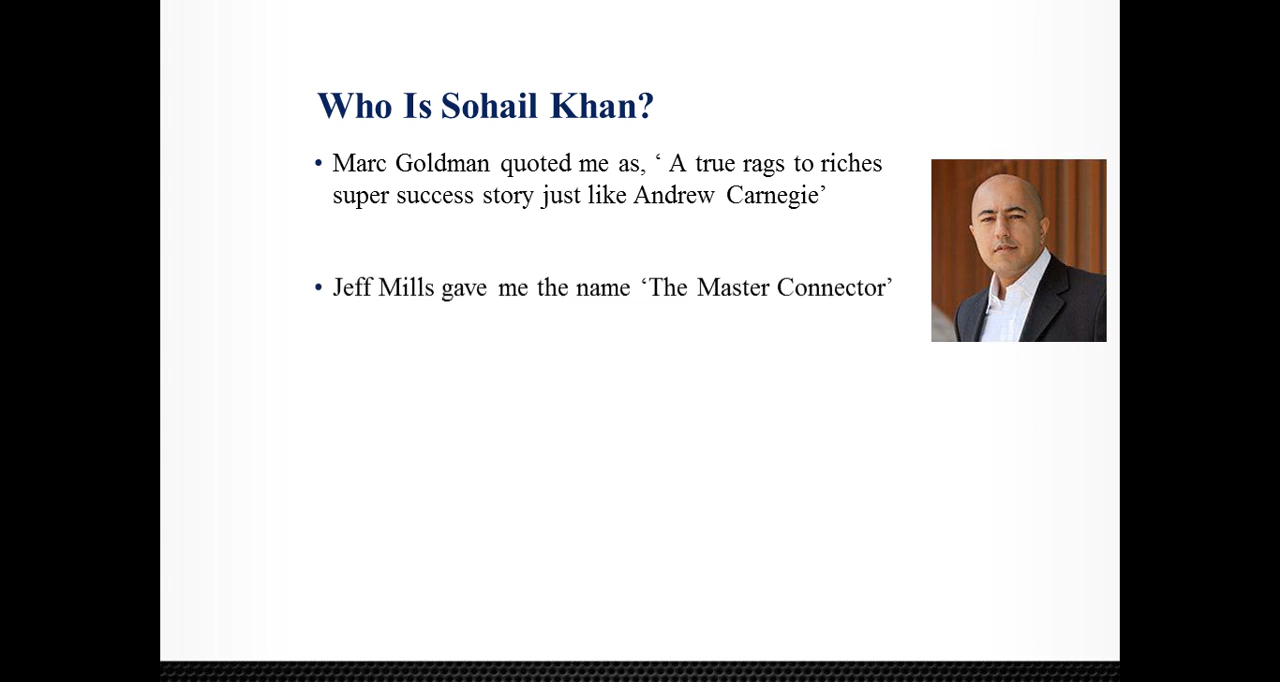 Who Is Sohail Khan?
• Marc Goldman quoted me as, ‘ A true rags to riches
super success story just like Andrew Carnegie’
• Jeff Mills gave me the name ‘The Master Connector’